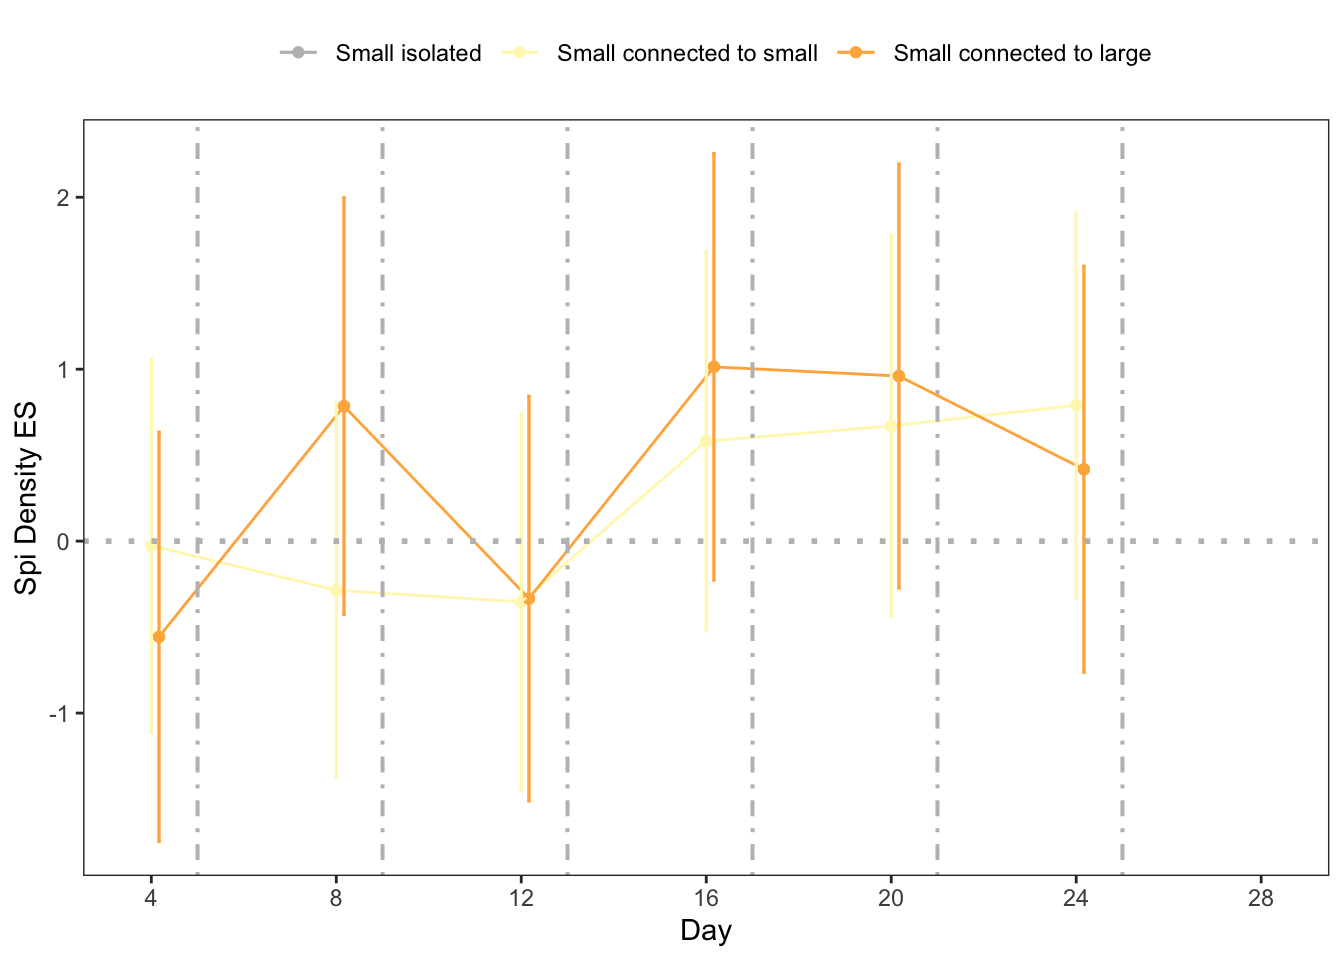 Small isolated Small connected to small Small connected to large
Spi Density ES
2
1
0
-1
4 8 12 16 20 24 28
Day